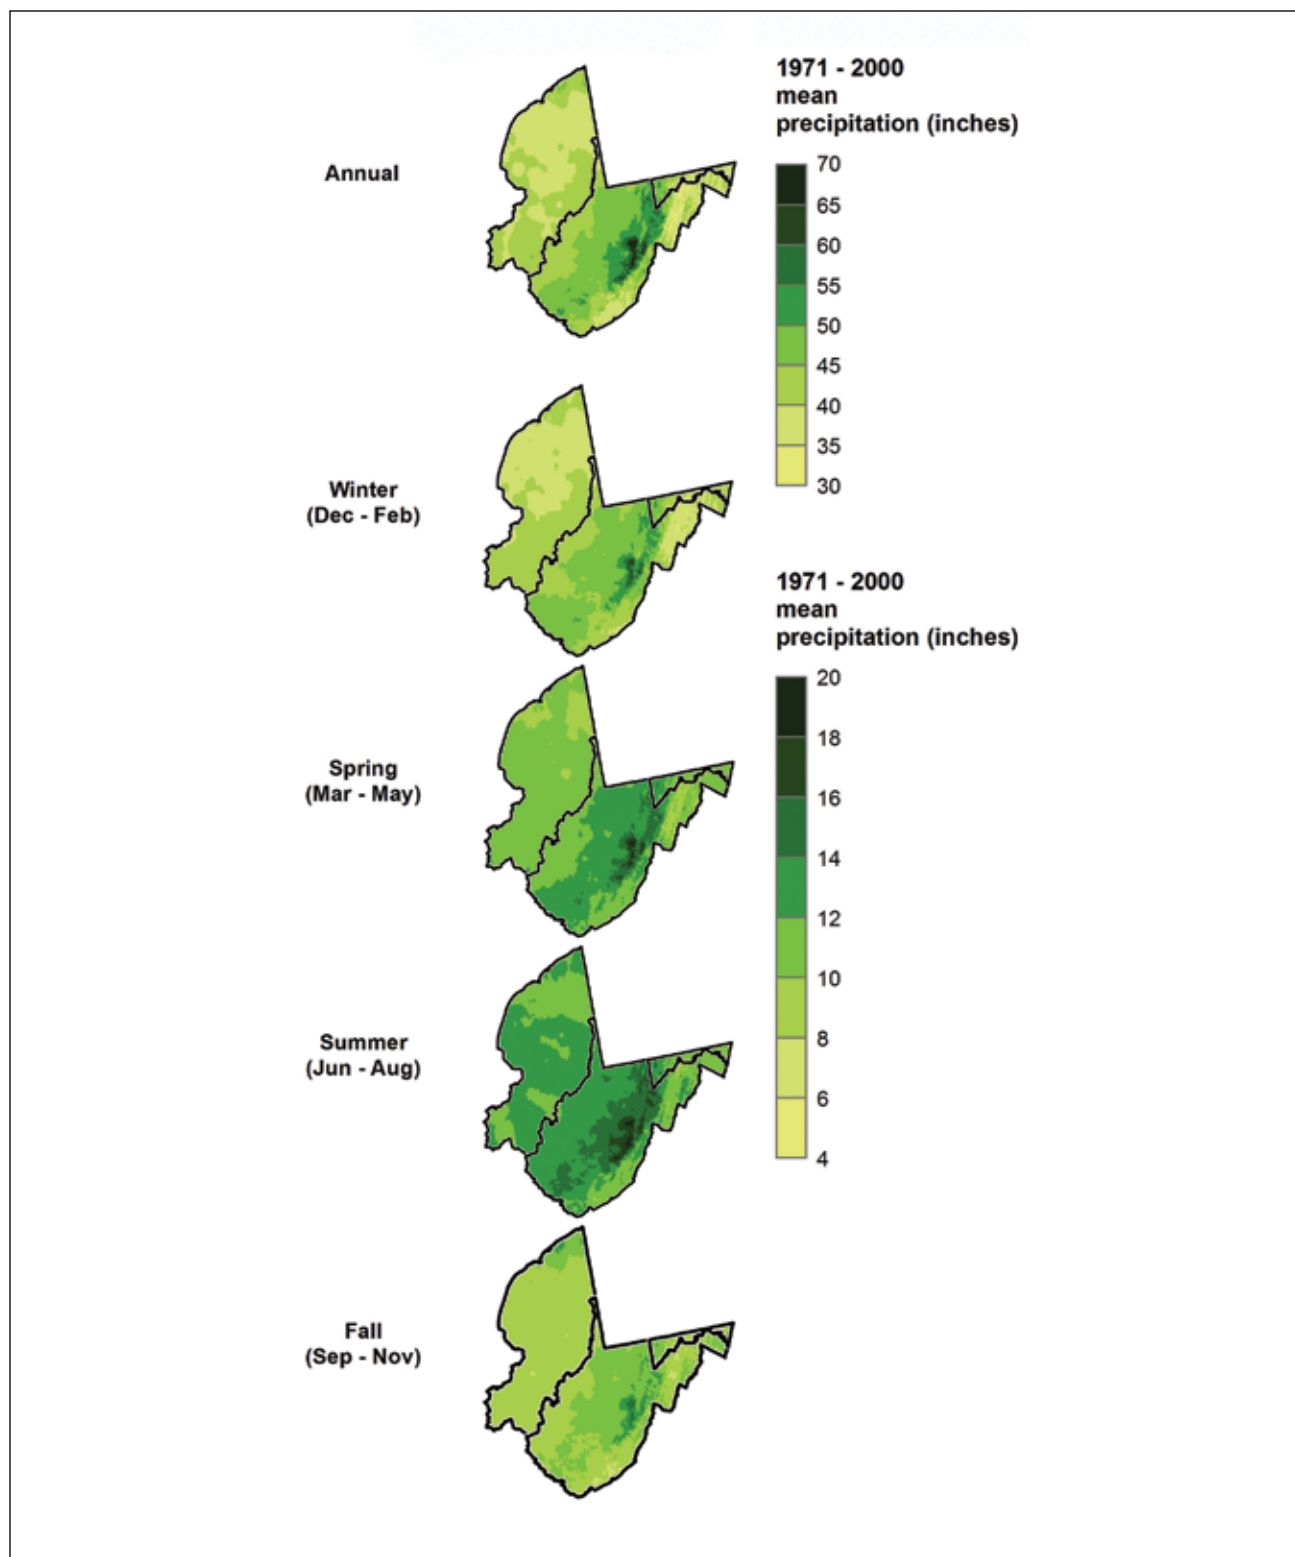 1971 - 2000
mean
precipitation (inches)
Annual
70
65
60
55
50
45
40
35
30
Winter
(Dec - Feb)
1971 - 2000
mean
precipitation (inches)
20
18
16
14
12
10
8
6
4
Spring
(Mar - May)
Summer
(Jun - Aug)
Fall
(Sep - Nov)